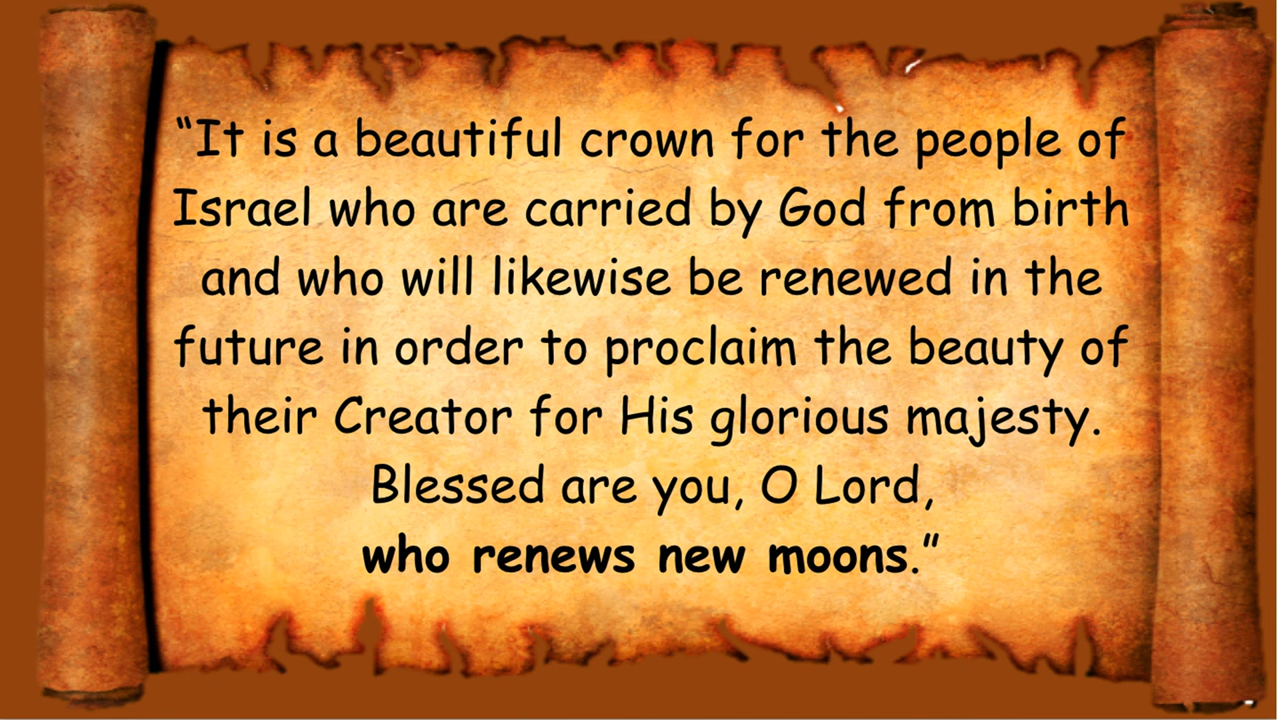 “It is a beautiful crown for the people of
Israel who are carried by God from birth
and who will likewise be renewed in the
future in order to proclaim the beauty of
their Creator for His glorious majesty.
Blessed are you, O Lord,
who renews new moons.”